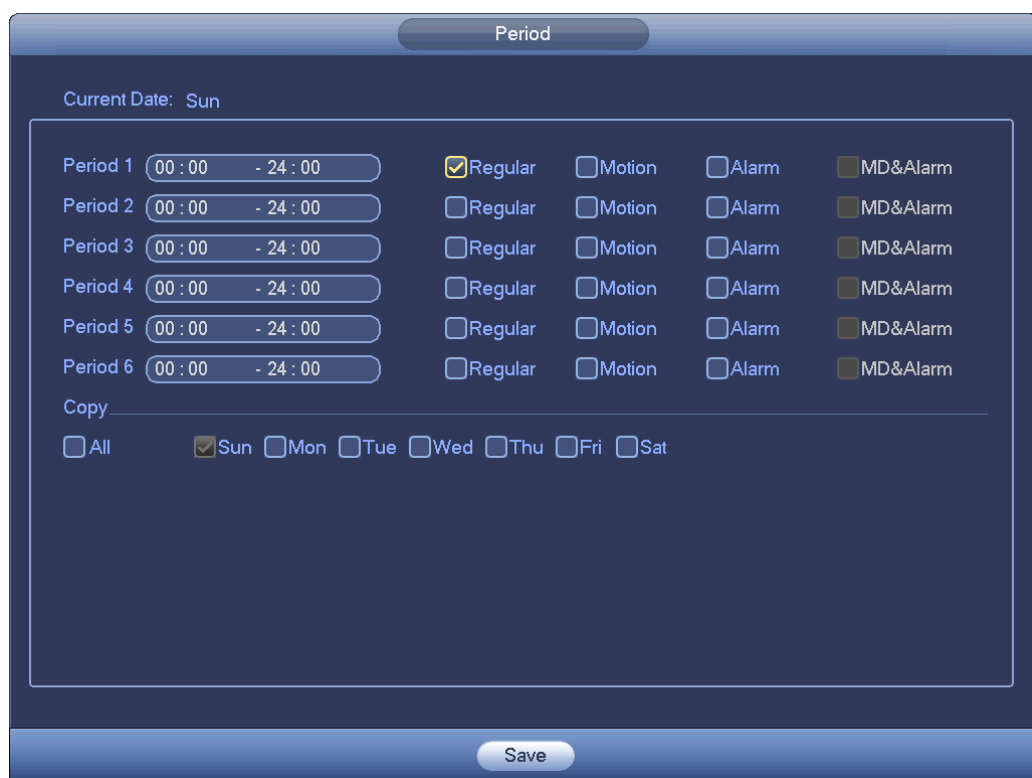 Period
Current Date: Sun
Period 1 00 : 00 - 24 : 00 Regular Motion Alarm MD&Alarm
Period 2 00 : 00 - 24 : 00 Regular Motion Alarm MD&Alarm
Period 3 00 : 00 - 24 : 00 Regular Motion Alarm MD&Alarm
Period 4 00 : 00 - 24 : 00 Regular Motion Alarm MD&Alarm
Period 5 00 : 00 - 24 : 00 Regular Motion Alarm MD&Alarm
Period 6 00 : 00 - 24 : 00 Regular Motion Alarm MD&Alarm
Copy
All Sun Mon Tue Wed Thu Fri Sat
Save